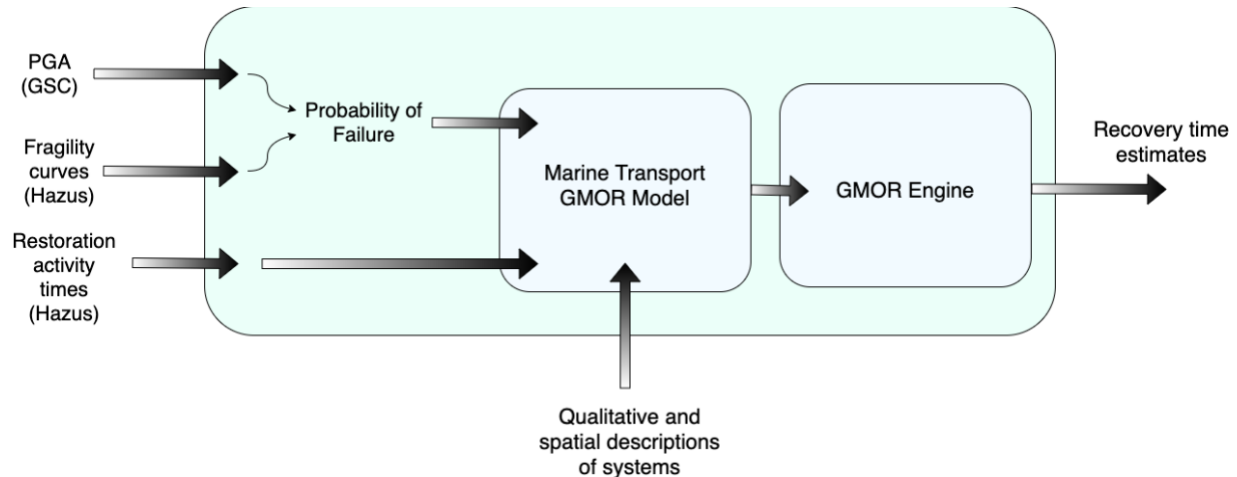 PGA
(GSC)
Fragility
curves
(Hazus)
Restoration
activity
times
(Hazus)
Probability of
Failure
Marine Transport
GMOR Model
GMOR Engine
Recovery time
estimates
Qualitative and
spatial descriptions
of systems